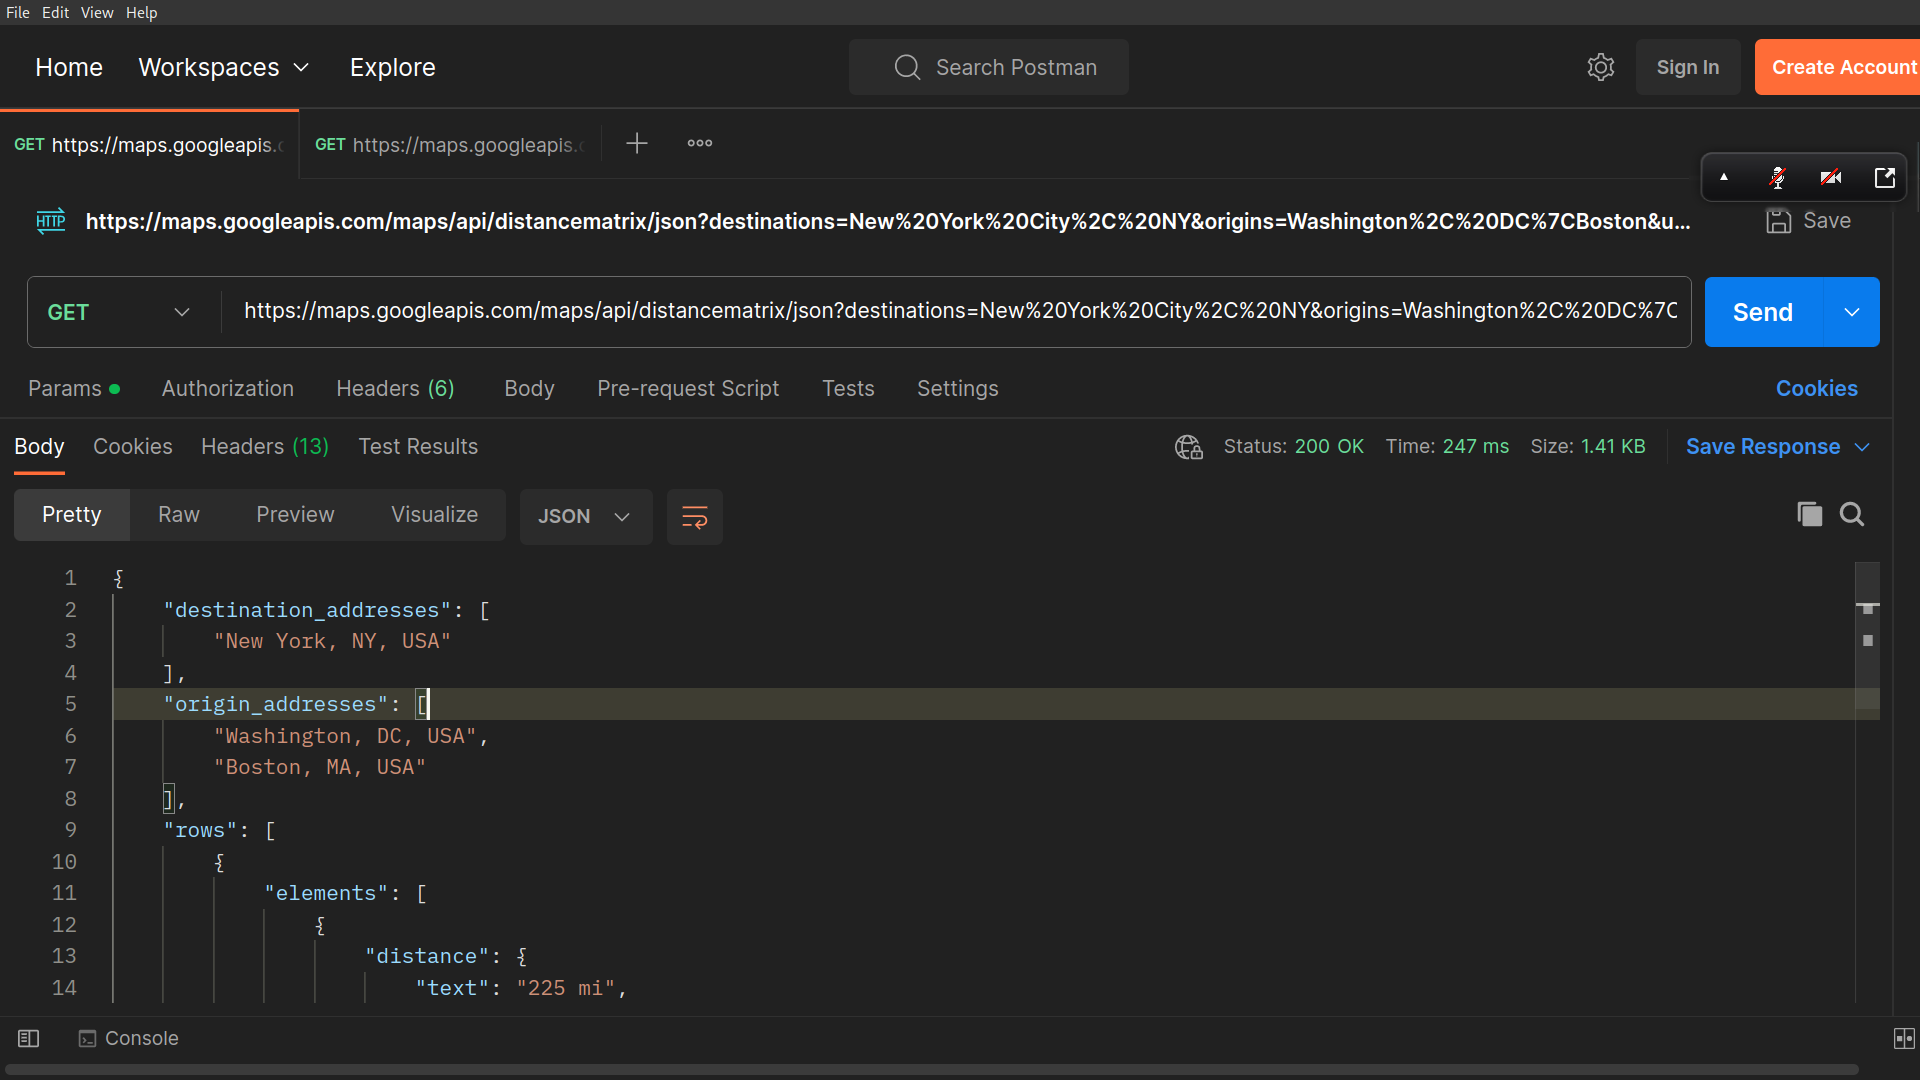 File Edit View Help
Home Workspaces Explore Search Postman Sign In Create Account
GET https://maps.googleapis. GET https://maps.googleapis.
HTTP https://maps.googleapis.com/maps/api/distancematrix/json?destinations=New%20York%20City%2C%20NY&origins=Washington%2C%20DC%7CBoston&u... Save
GET https://maps.googleapis.com/maps/api/distancematrix/json?destinations=New%20York%20City%2C%20NY&origins=Washington%2C%20DC%7C Send
Params Authorization Headers (6) Body Pre-request Script Tests Settings Cookies
Body Cookies Headers (13) Test Results Status: 200 OK Time: 247 ms Size: 1.41 KB Save Response
Pretty Raw Preview Visualize JSON
1 {
2 "destination_addresses": [
3 "New York, NY, USA"
4 ],
5 "origin_addresses": [
6 "Washington, DC, USA",
7 "Boston, MA, USA"
8 ],
9 "rows": [
10 {
11 "elements": [
12 {
13 "distance": {
14 "text": "225 mi",
Console